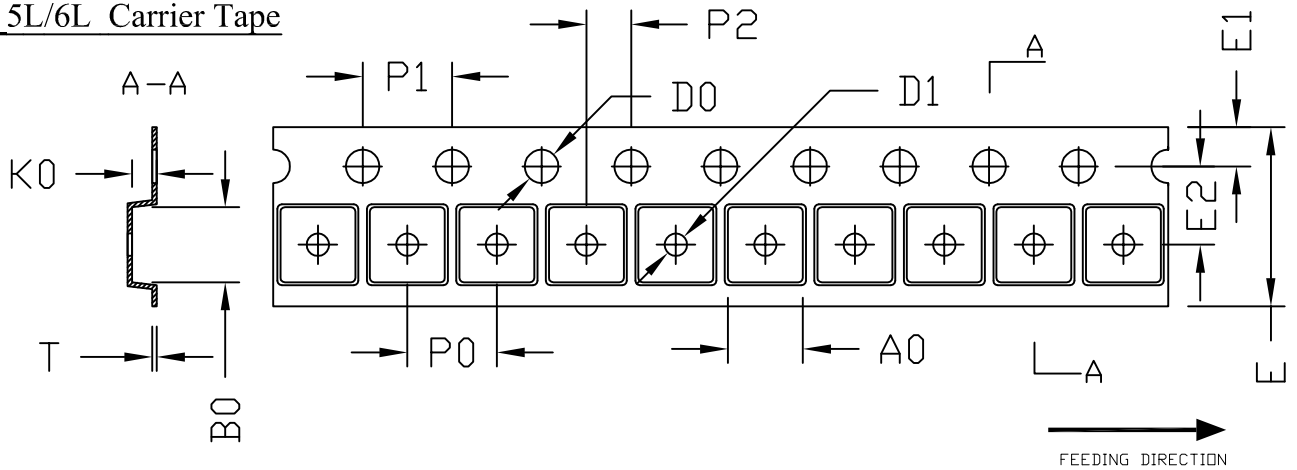 5L/6L Carrier Tape
P2
A
E1
A-A
P1
D0
D1
K0
E2
T
P0
A0
A
E
B0
FEEDING DIRECTION